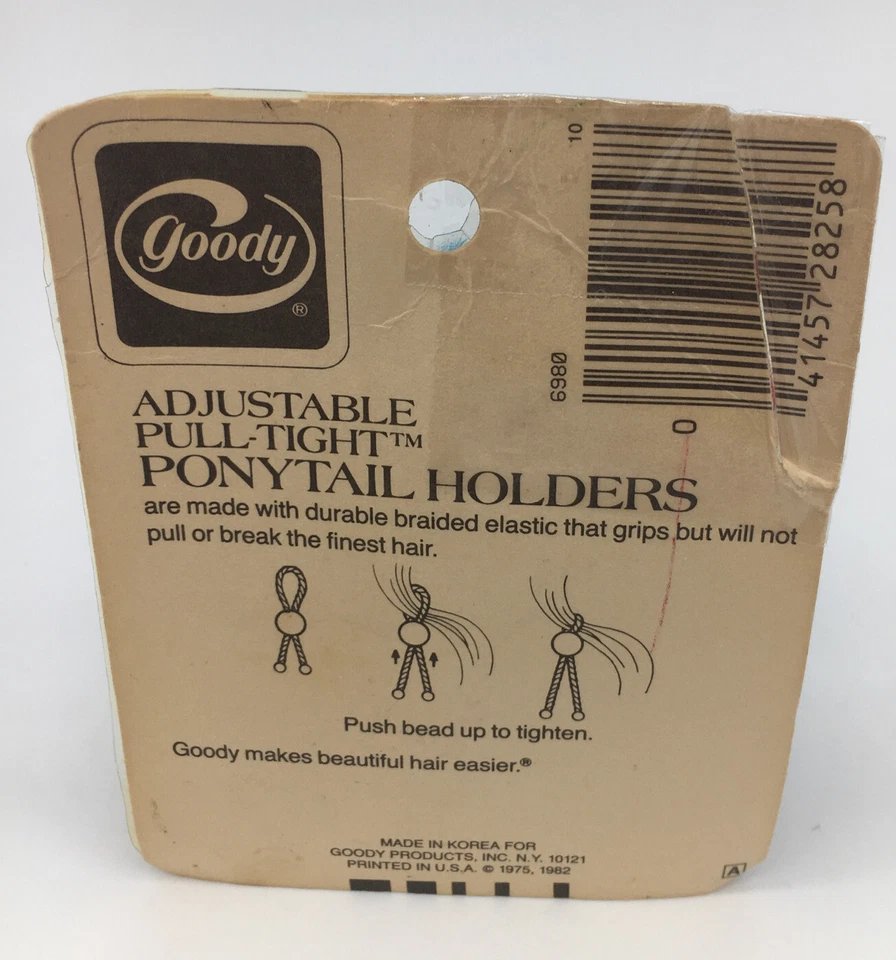 goody
®
10
41457 28258
6980
0
ADJUSTABLE
PULL-TIGHT™
PONYTAIL HOLDERS
are made with durable braided elastic that grips but will not
pull or break the finest hair.
Push bead up to tighten.
Goody makes beautiful hair easier.®
MADE IN KOREA FOR
GOODY PRODUCTS, INC. N.Y. 10121
PRINTED IN U.S.A. © 1975, 1982
A